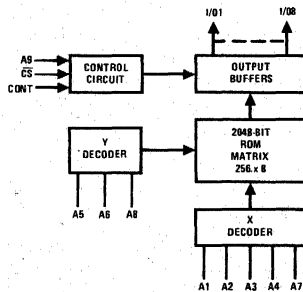 I/O1 I/O8
A9
CS
CONT
CONTROL
CIRCUIT
OUTPUT
BUFFERS
Y
DECODER
2048-BIT
ROM
MATRIX
256 x 8
A5 A6 A8
X
DECODER
A1 A2 A3 A4 A7